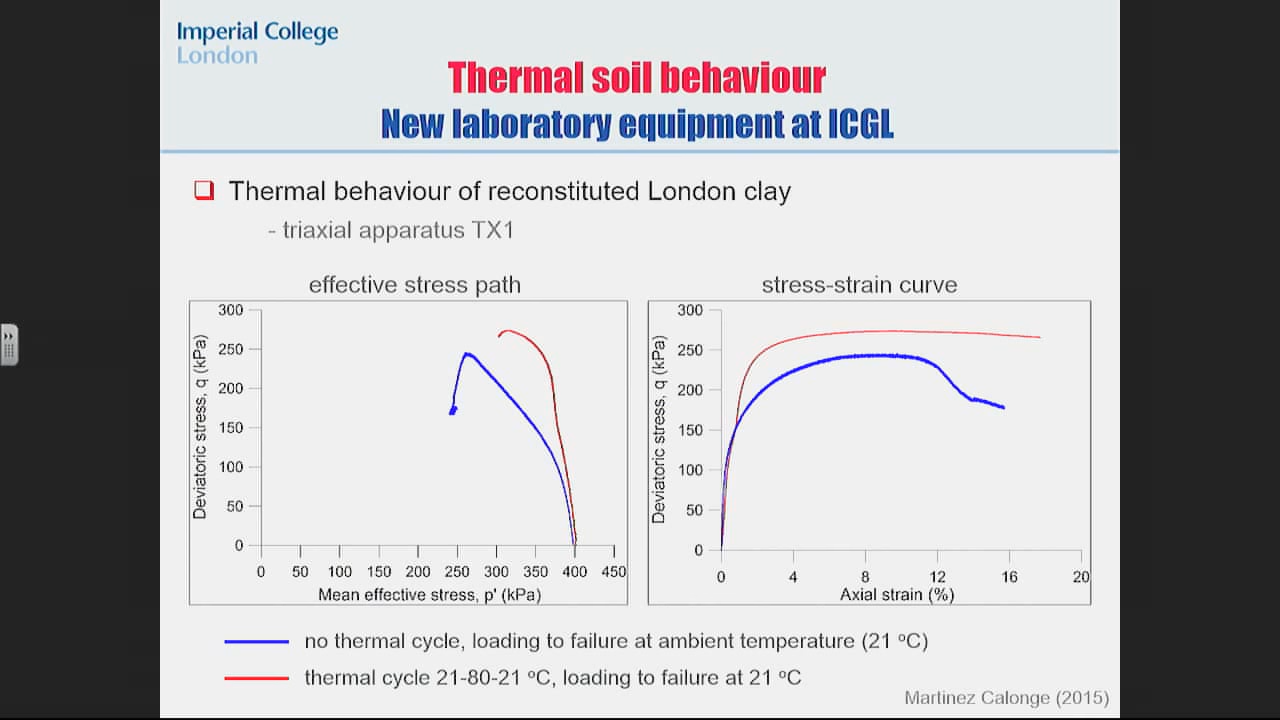 Imperial College
London
Thermal soil behaviour
New laboratory equipment at ICGL
Thermal behaviour of reconstituted London clay
- triaxial apparatus TX1
effective stress path
300
250
200
150
100
50
0
Deviatoric stress, q (kPa)
0 50 100 150 200 250 300 350 400 450
Mean effective stress, p' (kPa)
stress-strain curve
300
250
200
150
100
50
0
Deviatoric stress, q (kPa)
0 4 8 12 16 20
Axial strain (%)
no thermal cycle, loading to failure at ambient temperature (21 ºC)
thermal cycle 21-80-21 ºC, loading to failure at 21 ºC
Martinez Calonge (2015)